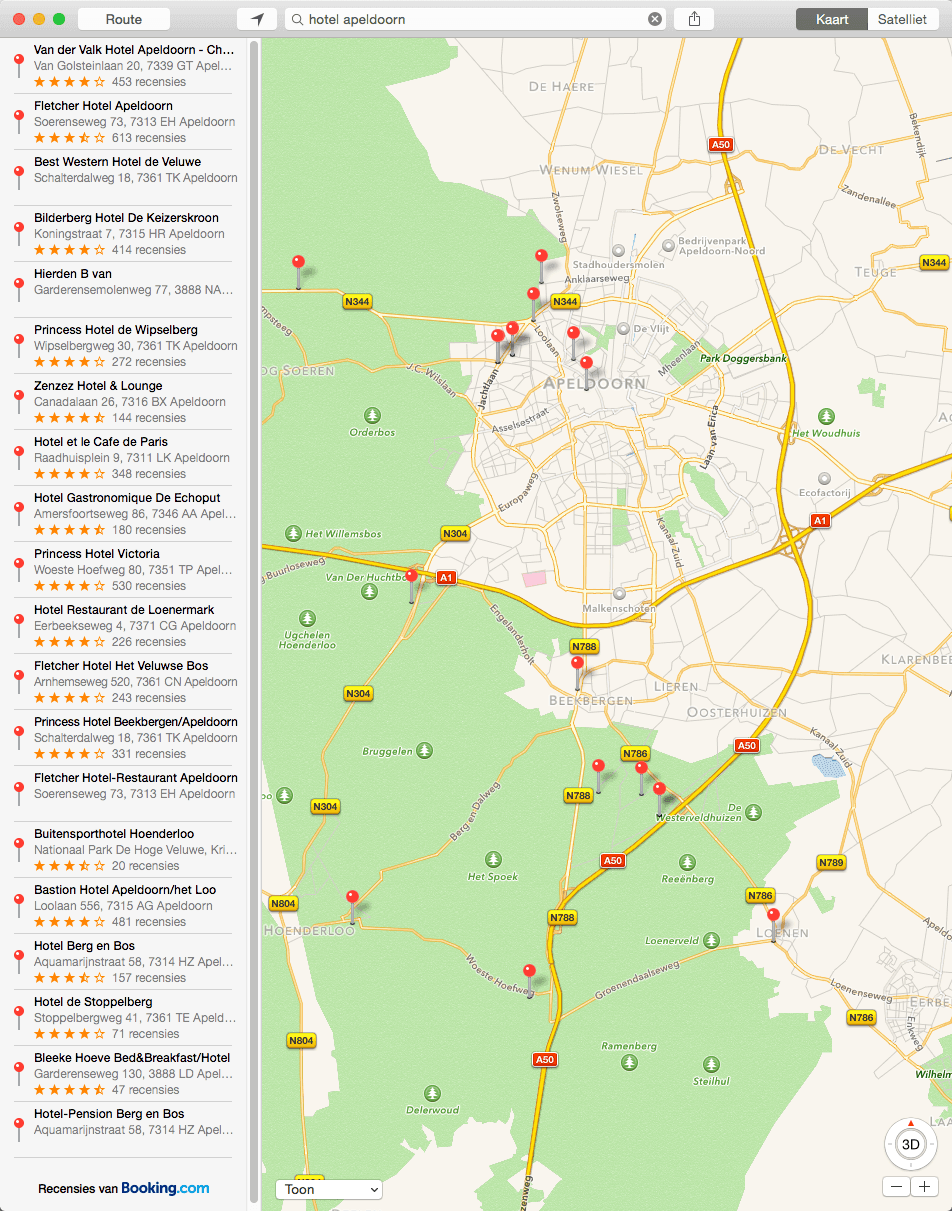 Route
hotel apeldoorn
Kaart
Satelliet
Van der Valk Hotel Apeldoorn - Ch...
Van Golsteinlaan 20, 7339 GT Apel...
453 recensies
Fletcher Hotel Apeldoorn
Soerenseweg 73, 7313 EH Apeldoorn
613 recensies
Best Western Hotel de Veluwe
Schalterdalweg 18, 7361 TK Apeldoorn
Bilderberg Hotel De Keizerskroon
Koningstraat 7, 7315 HR Apeldoorn
414 recensies
Hierden B van
Garderensemolenweg 77, 3888 NA...
Princess Hotel de Wipselberg
Wipselbergweg 30, 7361 TK Apeldoorn
272 recensies
Zenzez Hotel & Lounge
Canadalaan 26, 7316 BX Apeldoorn
144 recensies
Hotel et le Cafe de Paris
Raadhuisplein 9, 7311 LK Apeldoorn
348 recensies
Hotel Gastronomique De Echoput
Amersfoortseweg 86, 7346 AA Apel...
180 recensies
Princess Hotel Victoria
Woeste Hoefweg 80, 7351 TP Apel...
530 recensies
Hotel Restaurant de Loenermark
Eerbeekseweg 4, 7371 CG Apeldoorn
226 recensies
Fletcher Hotel Het Veluwse Bos
Arnhemseweg 520, 7361 CN Apeldoorn
243 recensies
Princess Hotel Beekbergen/Apeldoorn
Schalterdalweg 18, 7361 TK Apeldoorn
331 recensies
Fletcher Hotel-Restaurant Apeldoorn
Soerenseweg 73, 7313 EH Apeldoorn
Buitensporthotel Hoenderloo
Nationaal Park De Hoge Veluwe, Kri...
20 recensies
Bastion Hotel Apeldoorn/het Loo
Loolaan 556, 7315 AG Apeldoorn
481 recensies
Hotel Berg en Bos
Aquamarijnstraat 58, 7314 HZ Apel...
157 recensies
Hotel de Stoppelberg
Stoppelbergweg 41, 7361 TE Apeld...
71 recensies
Bleeke Hoeve Bed&Breakfast/Hotel
Garderenseweg 130, 3888 LD Apel...
47 recensies
Hotel-Pension Berg en Bos
Aquamarijnstraat 58, 7314 HZ Apel...
Recensies van Booking.com
DE HAERE
A50
Bekendijk
DE VECHT
WENUM WIESEL
Zwolseweg
Zandenallee
Bedrijvenpark
Apeldoorn-Noord
Stadhoudersmolen
Anklaarseweg
TEUGE
N344
N344
N344
De Vlijt
Loolaan
Mheenlaan
Park Doggersbank
OG SOEREN
J.C. Wilslaan
Jachtlaan
APELDOORN
Orderbos
Asselsestraat
Laan van Erica
Het Woudhuis
Europaweg
Ecofactorij
Kanaal Zuid
A1
Het Willemsbos
N304
g Buurloseweg
Van Der Huchtbo
A1
Malkenschoten
Ugchelen
Hoenderloo
Engelanderholt
N788
KLARENBEE
N304
LIEREN
BEEKBERGEN
OOSTERHUIZEN
Kanaal Zuid
Bruggelen
N786
A50
oo
N304
N788
Berg en Dalweg
De
Westerveldhuizen
Het Spoek
A50
Reeënberg
N789
N804
N786
HOENDERLOO
N788
LOENEN
Loenerveld
Apeldo
Woeste Hoefweg
Groenendaalseweg
Loenenseweg
EERBE
N786
Enkweg
N804
Ramenberg
A50
Steilhul
Wilhelm
Delerwoud
LAA
3D
Toon
zenweg